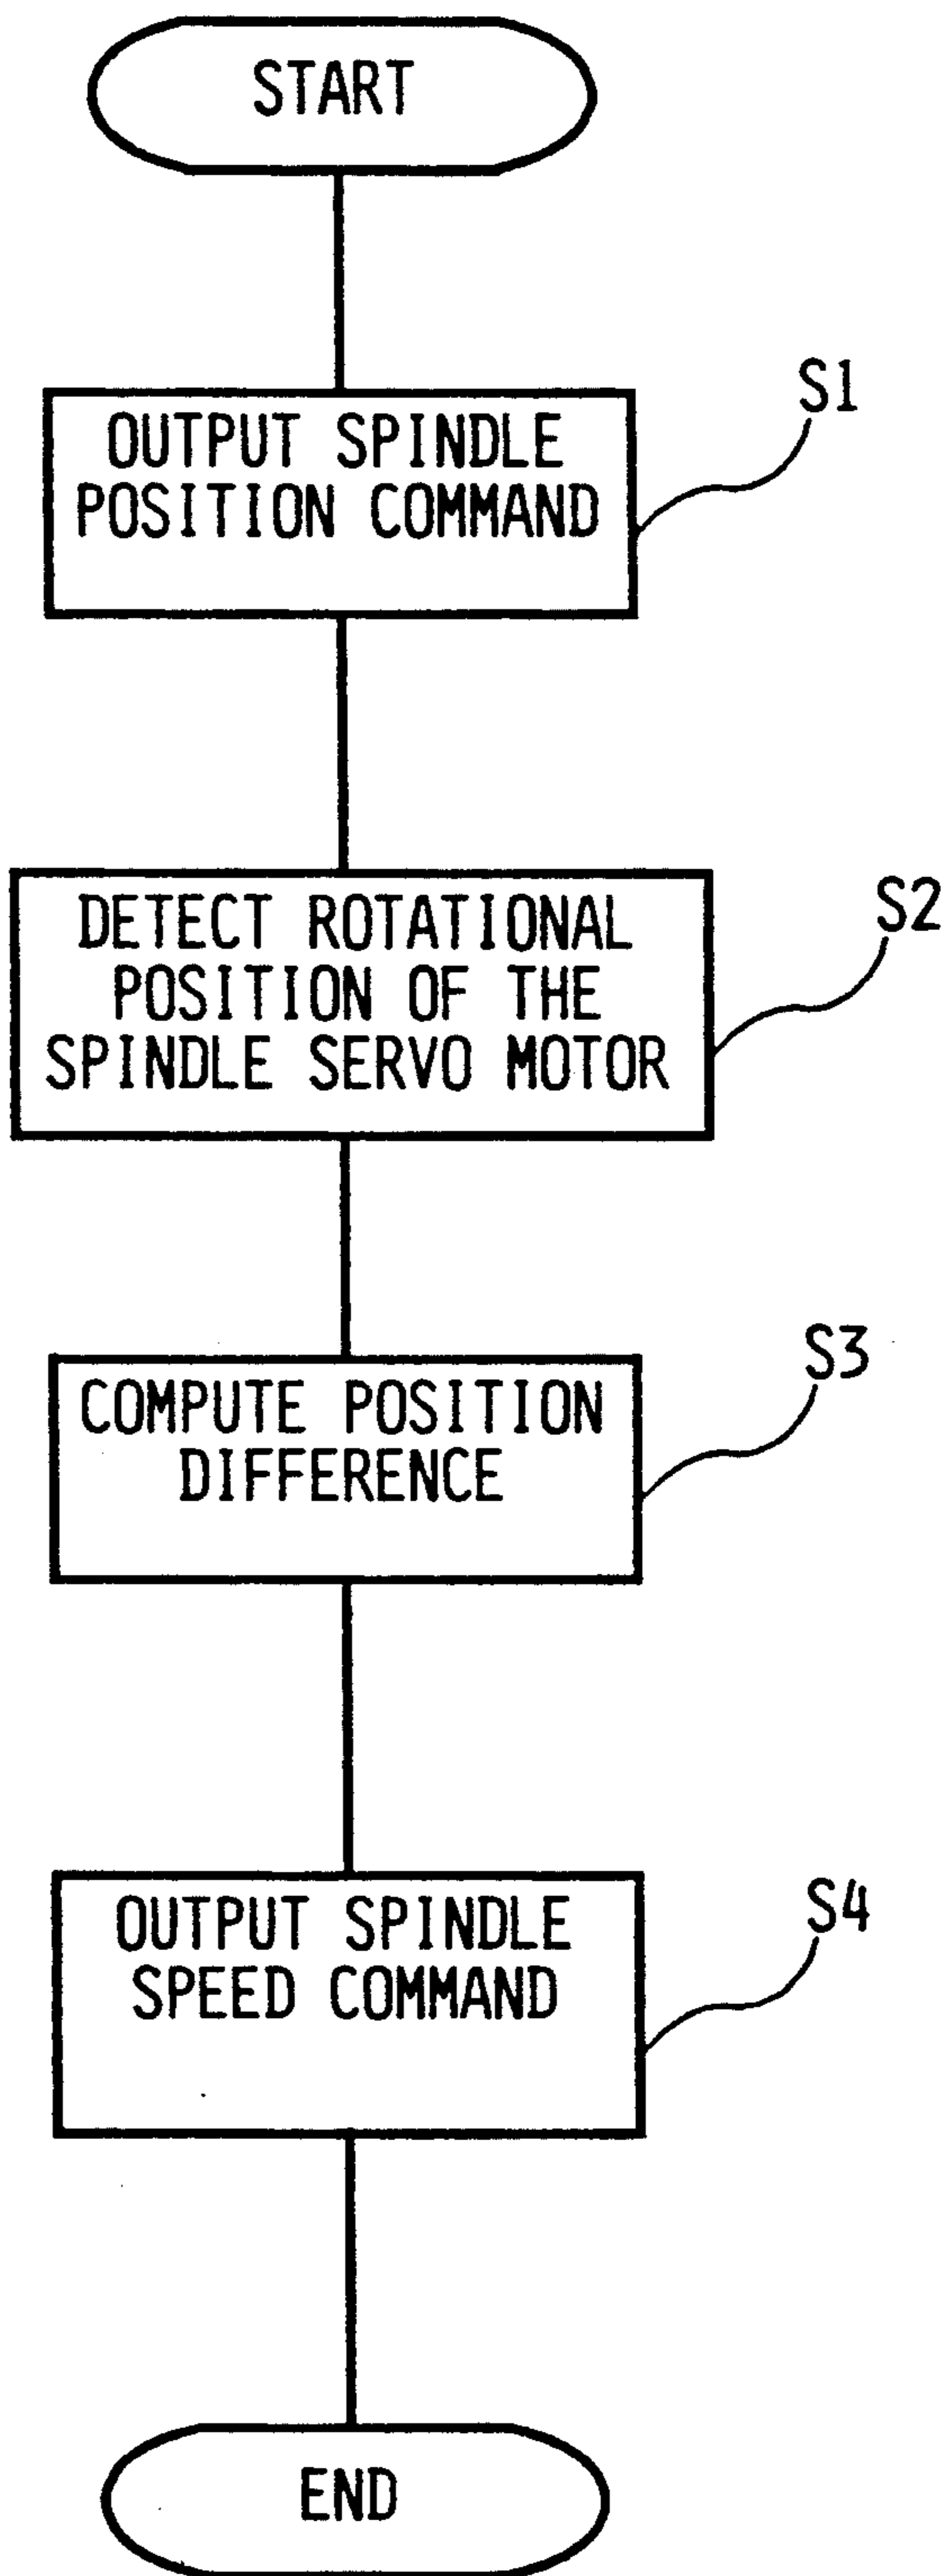 START
S1
OUTPUT SPINDLE
POSITION COMMAND
S2
DETECT ROTATIONAL
POSITION OF THE
SPINDLE SERVO MOTOR
S3
COMPUTE POSITION
DIFFERENCE
S4
OUTPUT SPINDLE
SPEED COMMAND
END